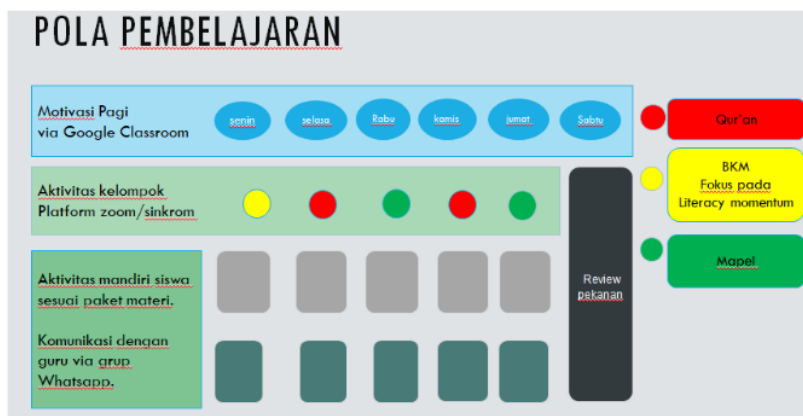 POLA PEMBELAJARAN
Motivasi Pagi
via Google Classroom
senin
selasa
Rabu
kamis
jumat
Sabtu
Qur'an
BKM
Fokus pada
Literacy momentum
Aktivitas kelompok
Platform zoom/sinkrom
Mapel
Aktivitas mandiri siswa
sesuai paket materi.
Review
pekanan
Komunikasi dengan
guru via grup
Whatsapp.